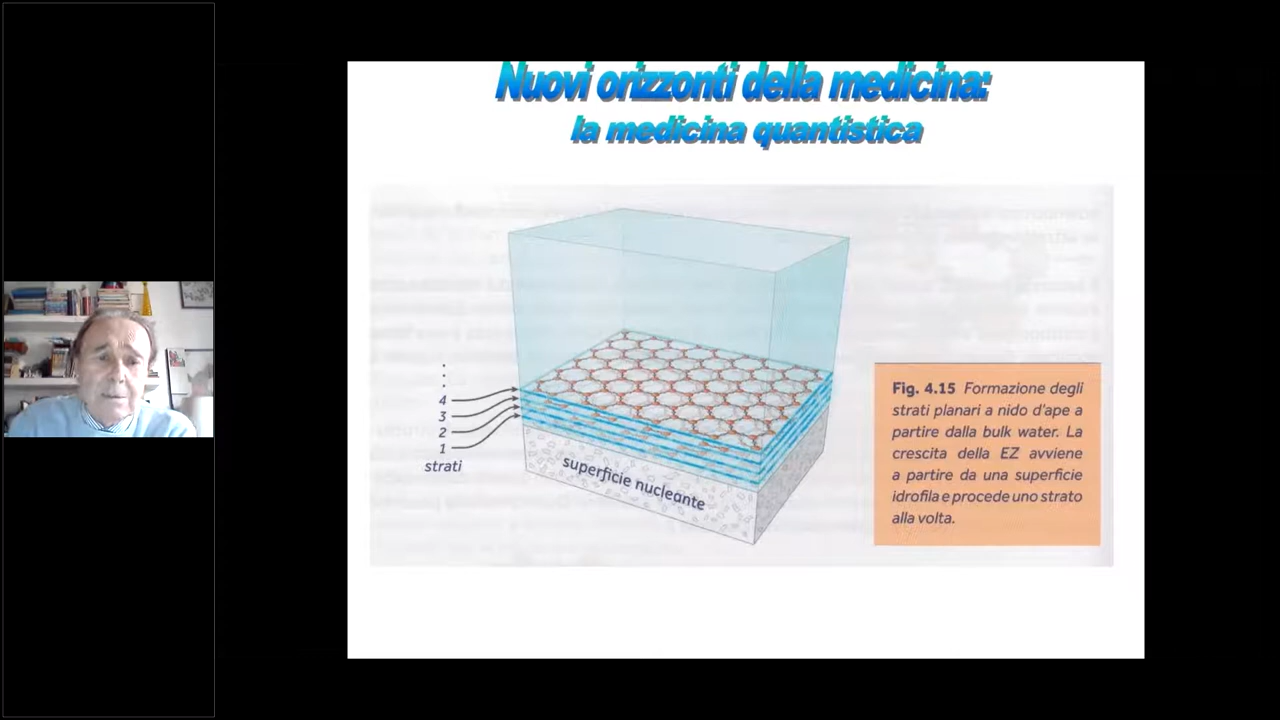 Nuovi orizzonti della medicina:
la medicina quantistica
4
3
2
1
strati
superficie nucleante
Fig. 4.15 Formazione degli
strati planari a nido d'ape a
partire dalla bulk water. La
crescita della EZ avviene
a partire da una superficie
idrofila e procede uno strato
alla volta.